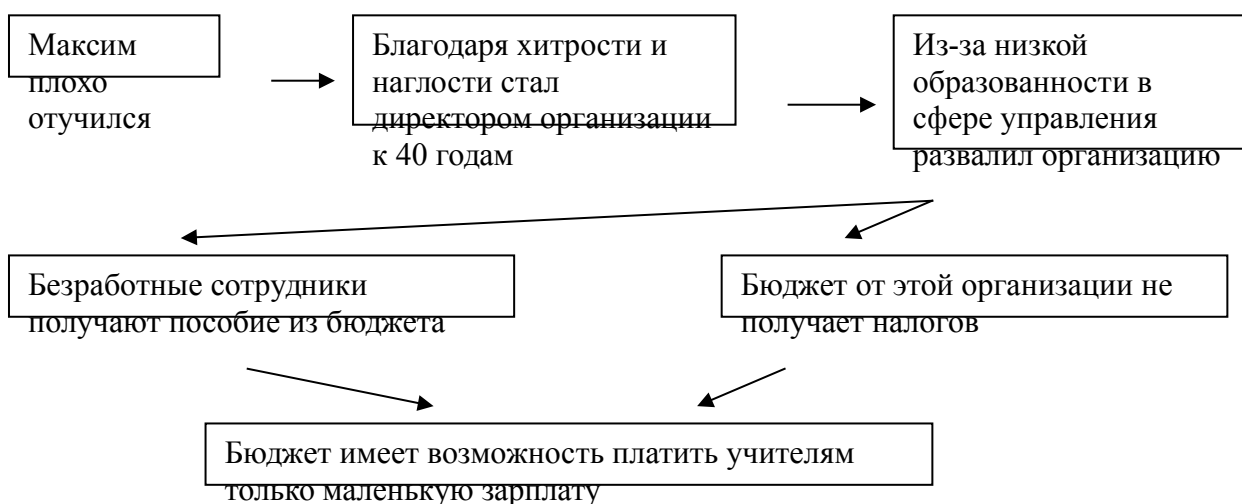 Максим
плохо
отучился
Благодаря хитрости и
наглости стал
директором организации
к 40 годам
Из-за низкой
образованности в
сфере управления
развалил организацию
Безработные сотрудники
получают пособие из бюджета
Бюджет от этой организации не
получает налогов
Бюджет имеет возможность платить учителям
только маленькую зарплату